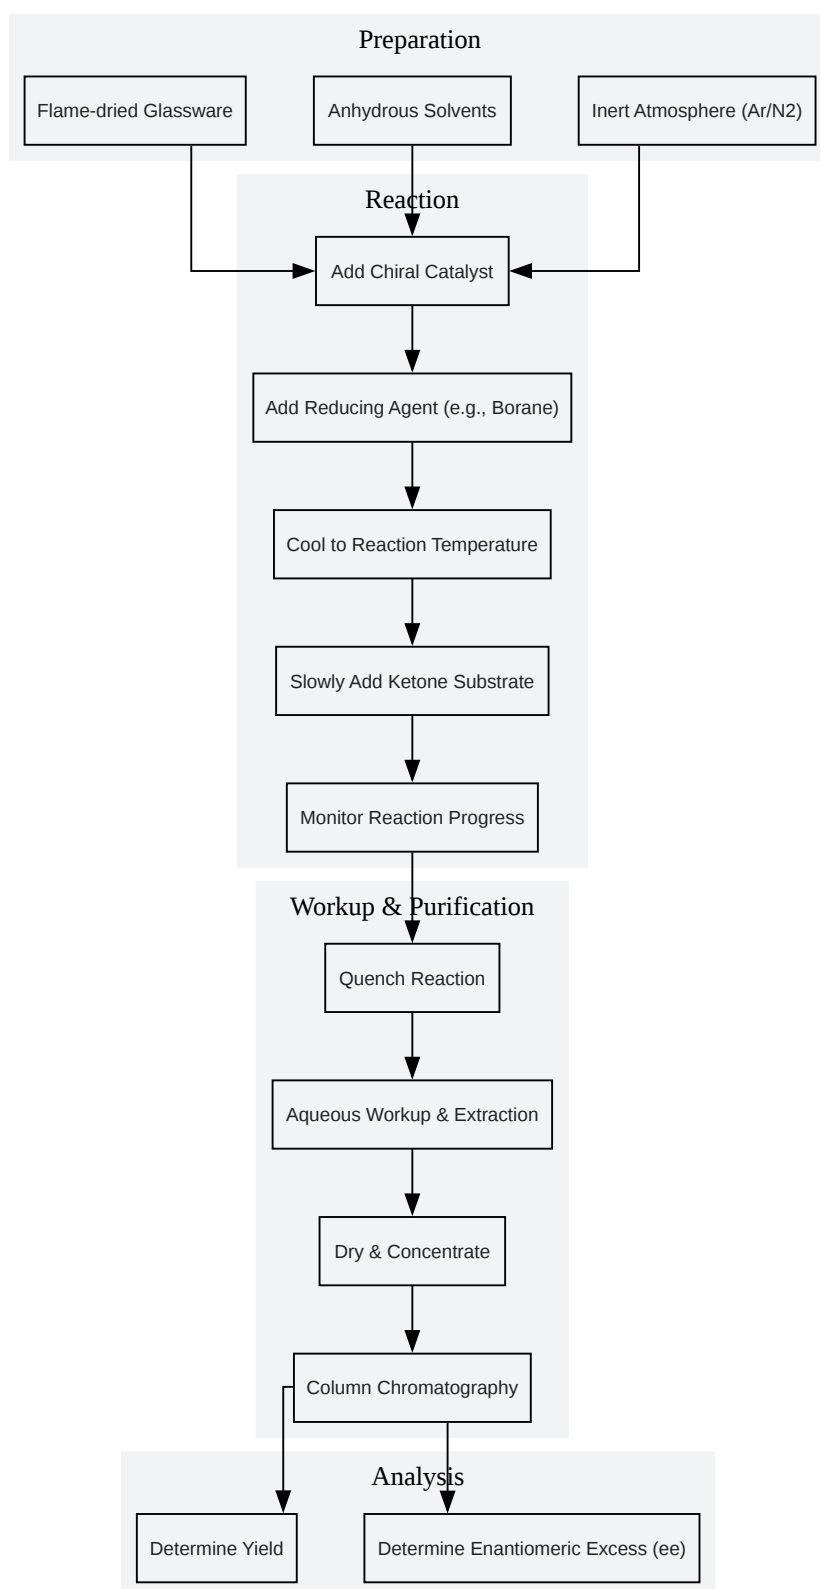 Preparation
Flame-dried Glassware
Anhydrous Solvents
Inert Atmosphere (Ar/N2)
Reaction
Add Chiral Catalyst
Add Reducing Agent (e.g., Borane)
Cool to Reaction Temperature
Slowly Add Ketone Substrate
Monitor Reaction Progress
Workup & Purification
Quench Reaction
Aqueous Workup & Extraction
Dry & Concentrate
Column Chromatography
Analysis
Determine Yield
Determine Enantiomeric Excess (ee)